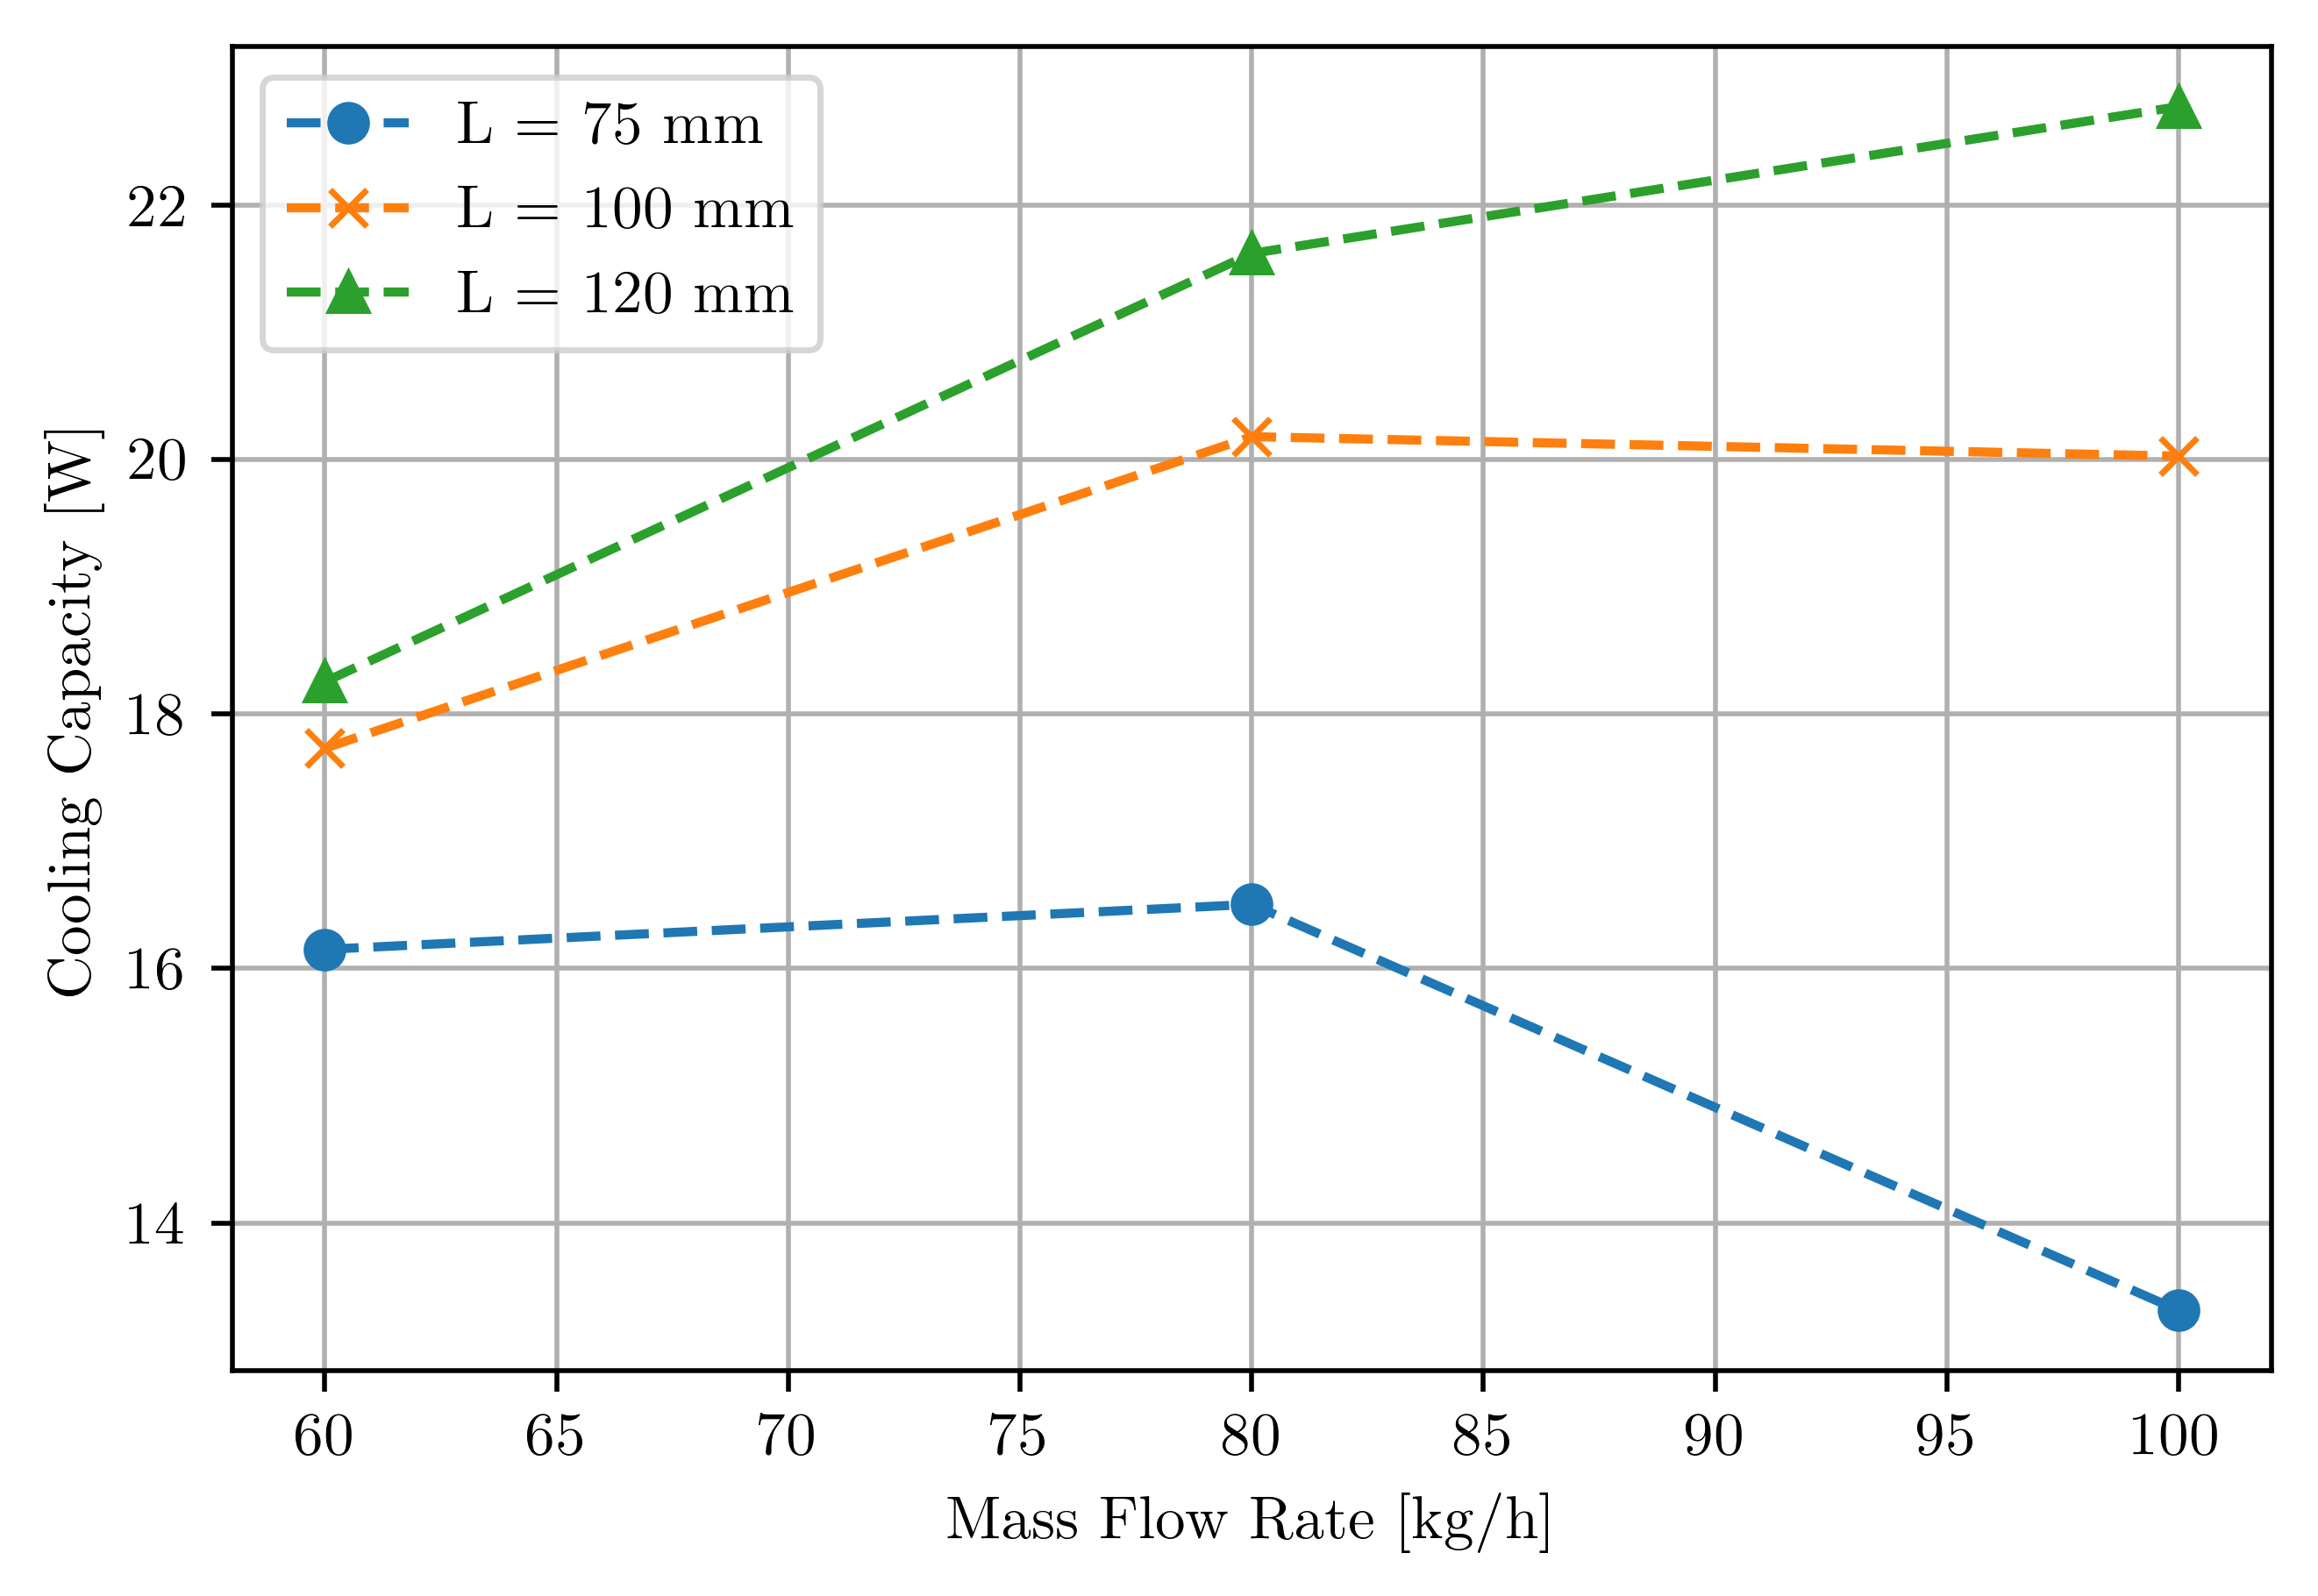 L = 75 mm
L = 100 mm
L = 120 mm
22
20
18
16
14
Cooling Capacity [W]
60 65 70 75 80 85 90 95 100
Mass Flow Rate [kg/h]